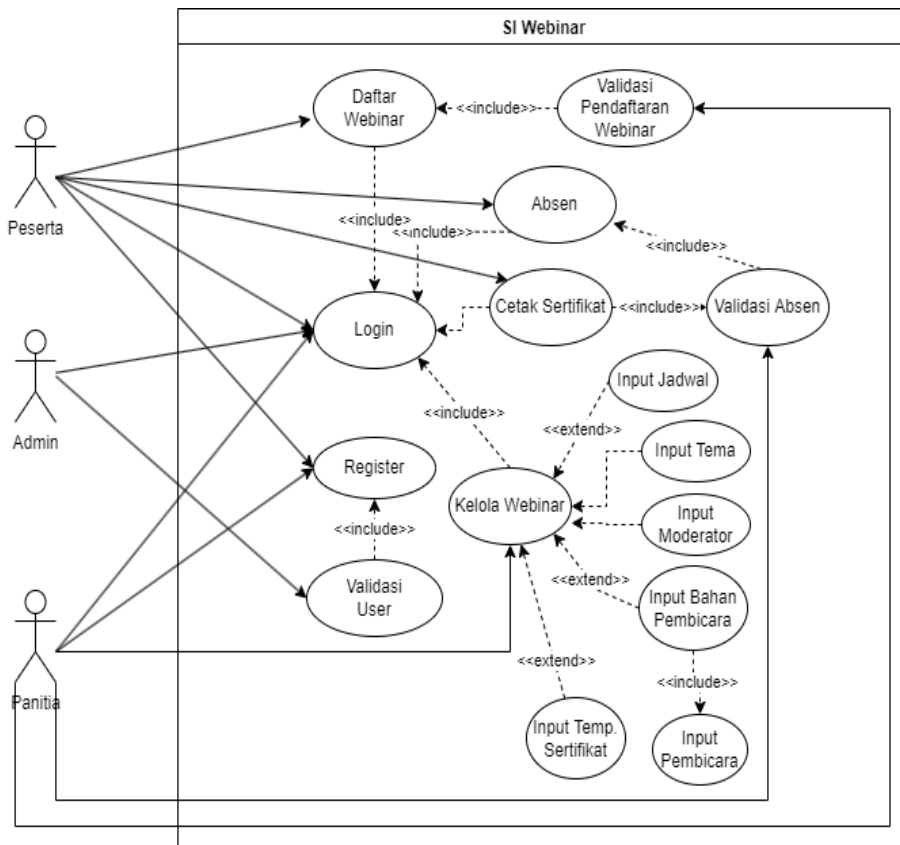 SI Webinar
Daftar
Webinar
<<include>>
Validasi
Pendaftaran
Webinar
Peserta
Absen
<<include>
<<include>>
<<include>>
Cetak Sertifikat
<<include>>
Validasi Absen
Login
Admin
Input Jadwal
<<include>>
<<extend>>
Input Tema
Register
Kelola Webinar
Input
Moderator
<<include>>
<<extend>>
Validasi
User
Input Bahan
Pembicara
Panitia
<<extend>>
<<include>>
Input Temp.
Sertifikat
Input
Pembicara